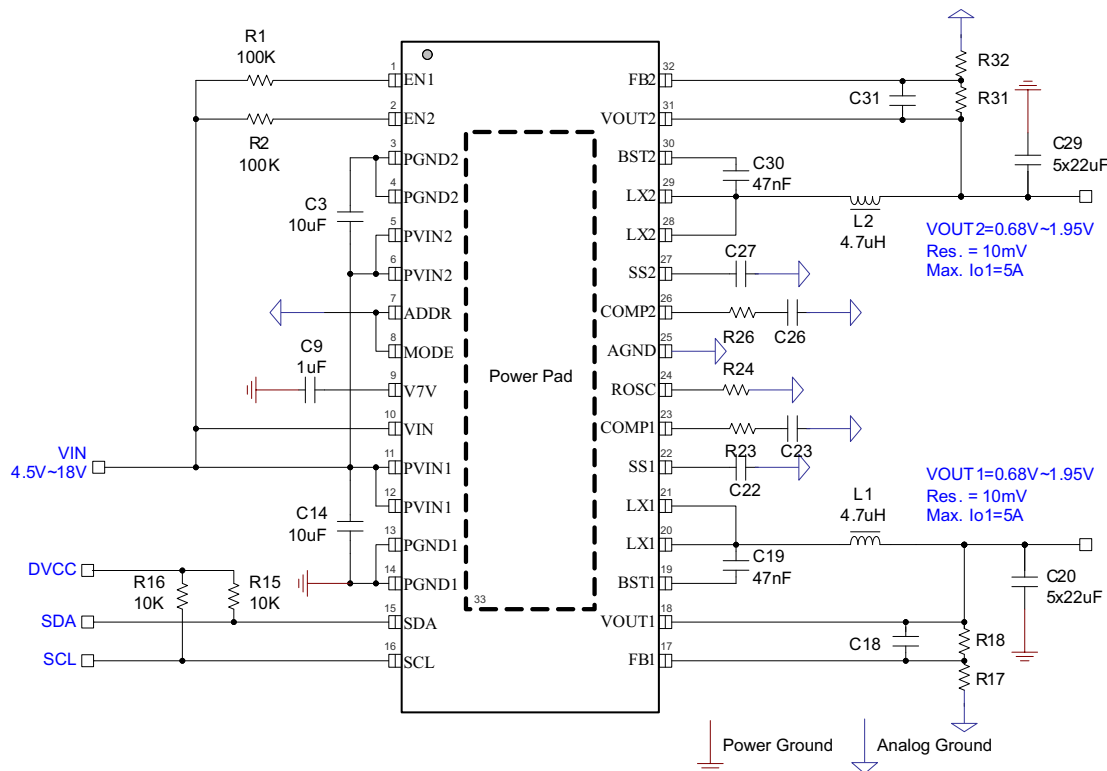 R1
100K
R2
100K
C3
10uF
C9
1uF
VIN
4.5V~18V
C14
10uF
DVCC
R16
10K
R15
10K
SDA
SCL
1 EN1
2 EN2
3 PGND2
4 PGND2
5 PVIN2
6 PVIN2
7 ADDR
8 MODE
9 V7V
10 VIN
11 PVIN1
12 PVIN1
13 PGND1
14 PGND1
15 SDA
16 SCL
Power Pad
33
FB2 32
VOUT2 31
BST2 30
LX2 29
LX2 28
SS2 27
COMP2 26
AGND 25
ROSC 24
COMP1 23
SS1 22
LX1 21
LX1 20
BST1 19
VOUT1 18
FB1 17
R32
R31
C31
C29
5x22uF
C30
47nF
L2
4.7uH
VOUT2=0.68V~1.95V
Res. = 10mV
Max. Io1=5A
C27
R26
C26
R24
R23
C23
C22
VOUT1=0.68V~1.95V
Res. = 10mV
Max. Io1=5A
L1
4.7uH
C19
47nF
C20
5x22uF
C18
R18
R17
Power Ground
Analog Ground